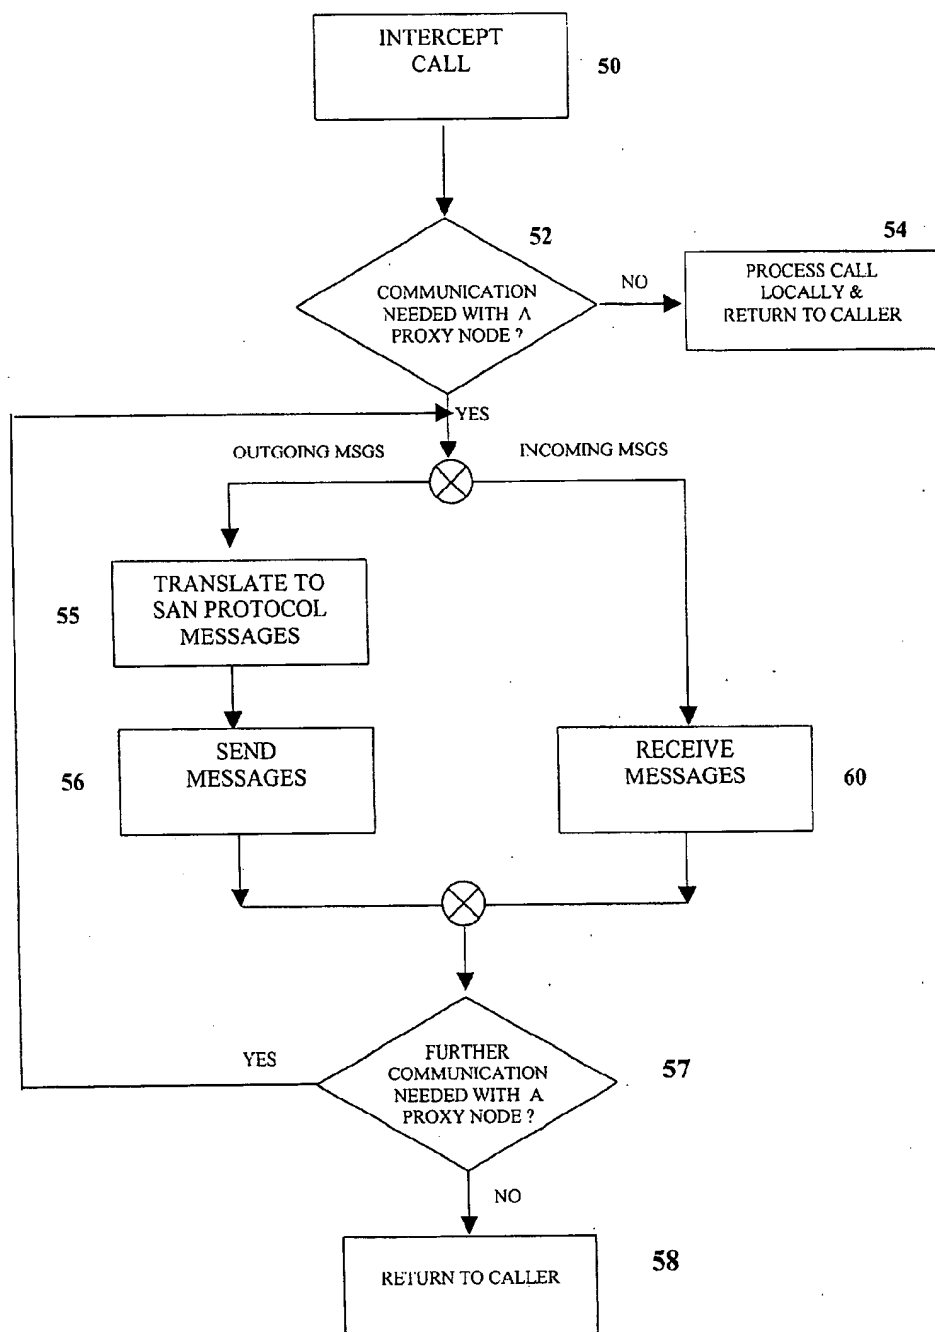 INTERCEPT
CALL
50
52
54
COMMUNICATION
NEEDED WITH A
PROXY NODE ?
NO
PROCESS CALL
LOCALLY &
RETURN TO CALLER
YES
OUTGOING MSGS
INCOMING MSGS
55
TRANSLATE TO
SAN PROTOCOL
MESSAGES
56
SEND
MESSAGES
RECEIVE
MESSAGES
60
YES
FURTHER
COMMUNICATION
NEEDED WITH A
PROXY NODE ?
57
NO
RETURN TO CALLER
58